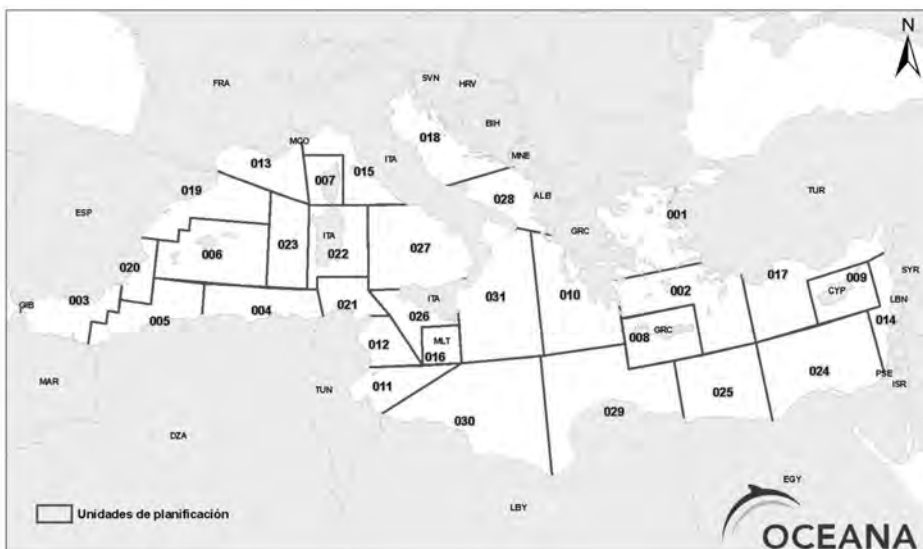 N
SVN
HRV
FRA
BIH
018
MCO
ITA
013
MNE
015
007
TUR
019
028
ALB
ESP
001
GRC
ITA
023
022
006
027
017
SYR
020
009
031
010
CYP
002
GIB
003
ITA
LBN
021
004
026
005
008
GRC
014
012
MLT
016
024
PSE
MAR
011
TUN
ISR
025
029
030
DZA
EGY
LBY
Unidades de planificación
OCEANA